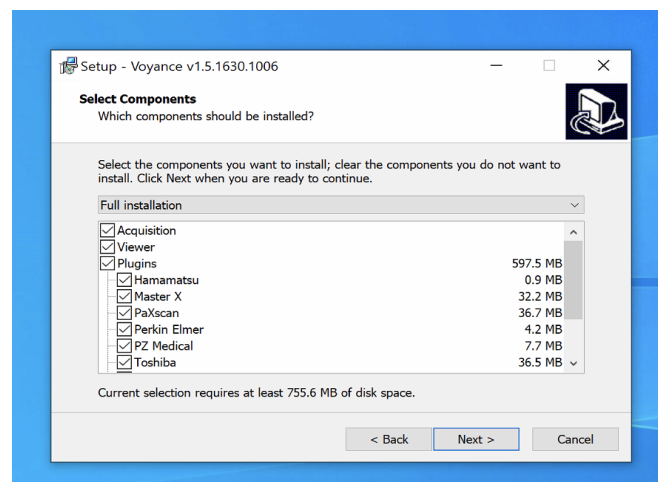 Setup - Voyance v1.5.1630.1006
Select Components
Which components should be installed?
Select the components you want to install; clear the components you do not want to
install. Click Next when you are ready to continue.
Full installation
Acquisition
Viewer
Plugins 597.5 MB
Hamamatsu 0.9 MB
Master X 32.2 MB
PaXscan 36.7 MB
Perkin Elmer 4.2 MB
PZ Medical 7.7 MB
Toshiba 36.5 MB
Current selection requires at least 755.6 MB of disk space.
< Back Next > Cancel